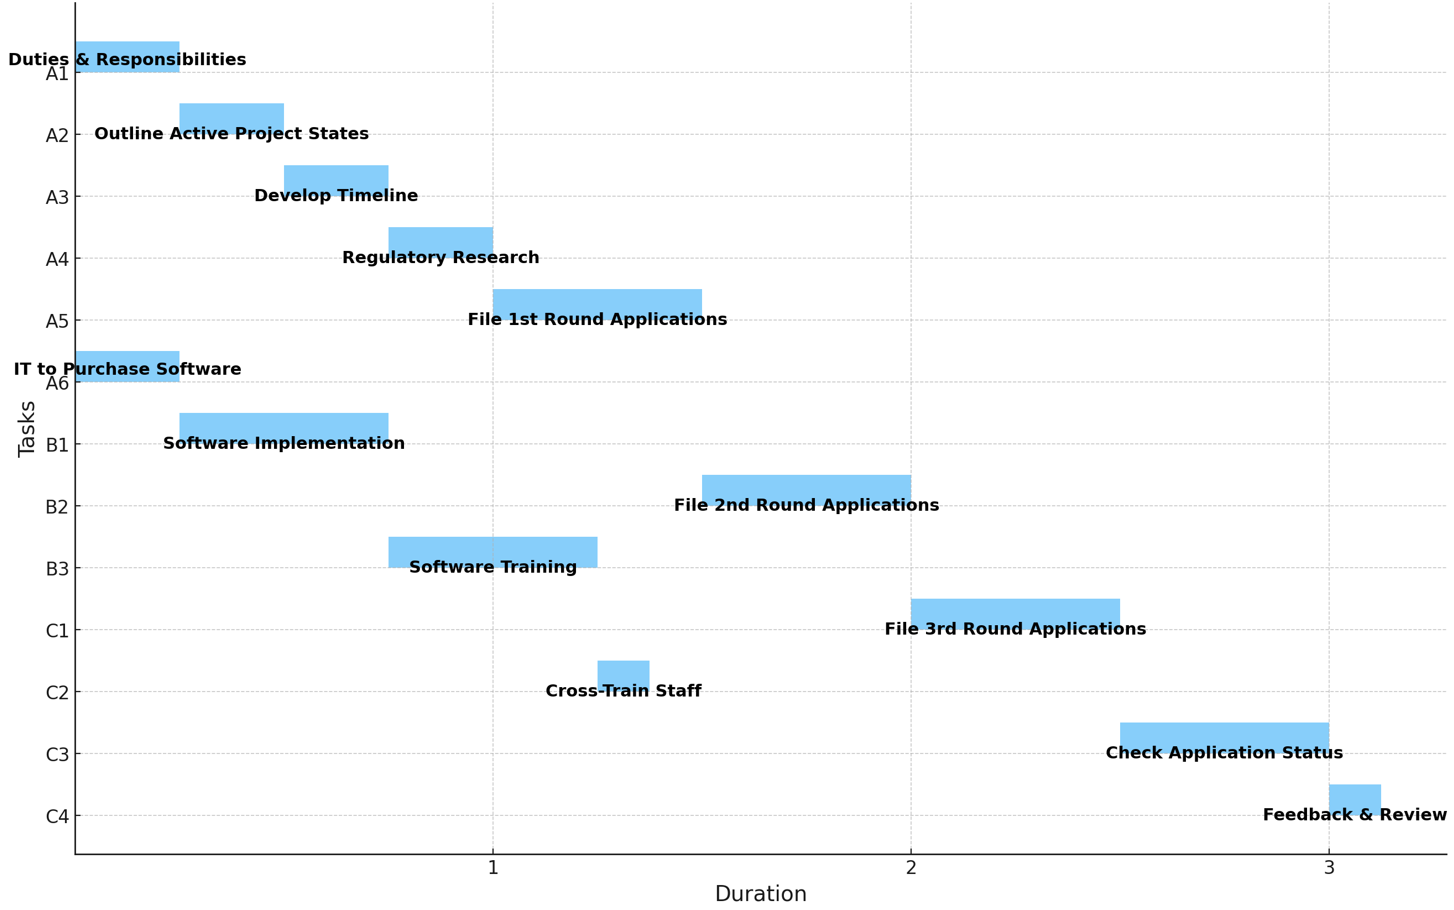 Duties & Responsibilities
A1
Outline Active Project States
A2
Develop Timeline
A3
Regulatory Research
A4
File 1st Round Applications
A5
IT to Purchase Software
A6
Tasks
Software Implementation
B1
File 2nd Round Applications
B2
Software Training
B3
File 3rd Round Applications
C1
Cross-Train Staff
C2
Check Application Status
C3
Feedback & Review
C4
1 2 3
Duration